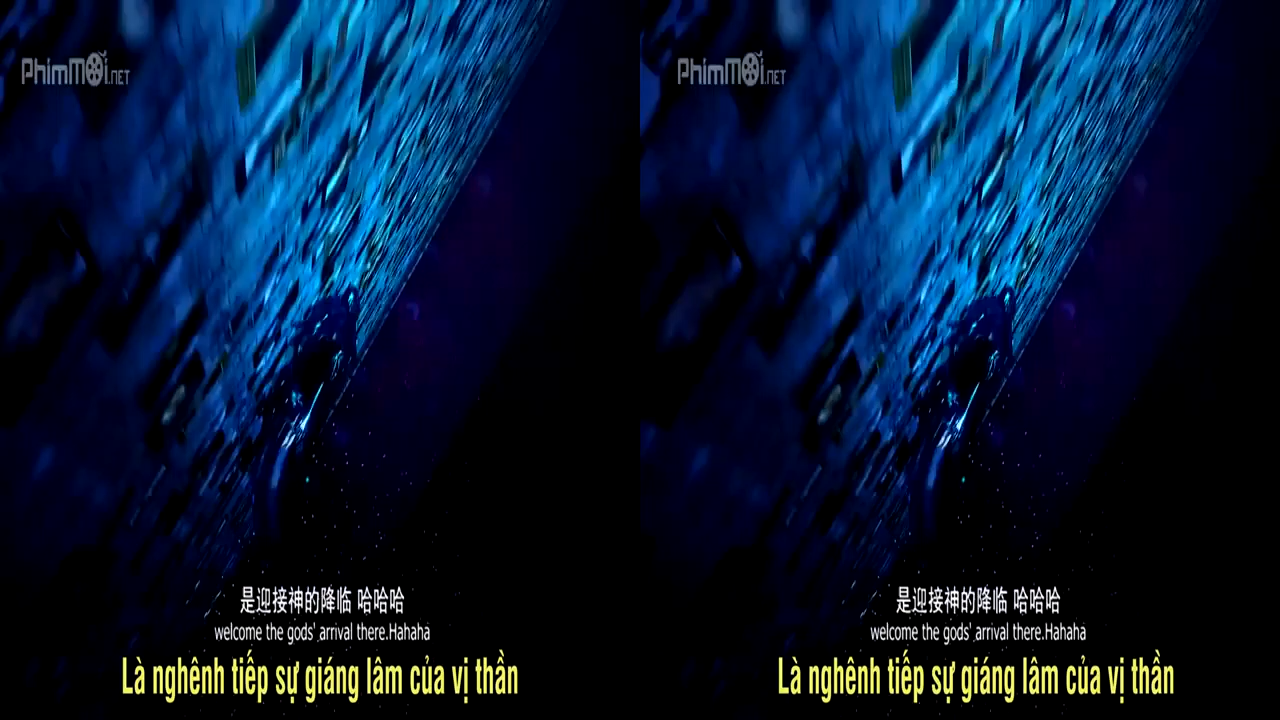 PhimMỗi.NET
PhimMỗi.NET
是迎接神的降临 哈哈哈
welcome the gods' arrival there.Hahaha
Là nghênh tiếp sự giáng lâm của vị thần
是迎接神的降临 哈哈哈
welcome the gods' arrival there.Hahaha
Là nghênh tiếp sự giáng lâm của vị thần